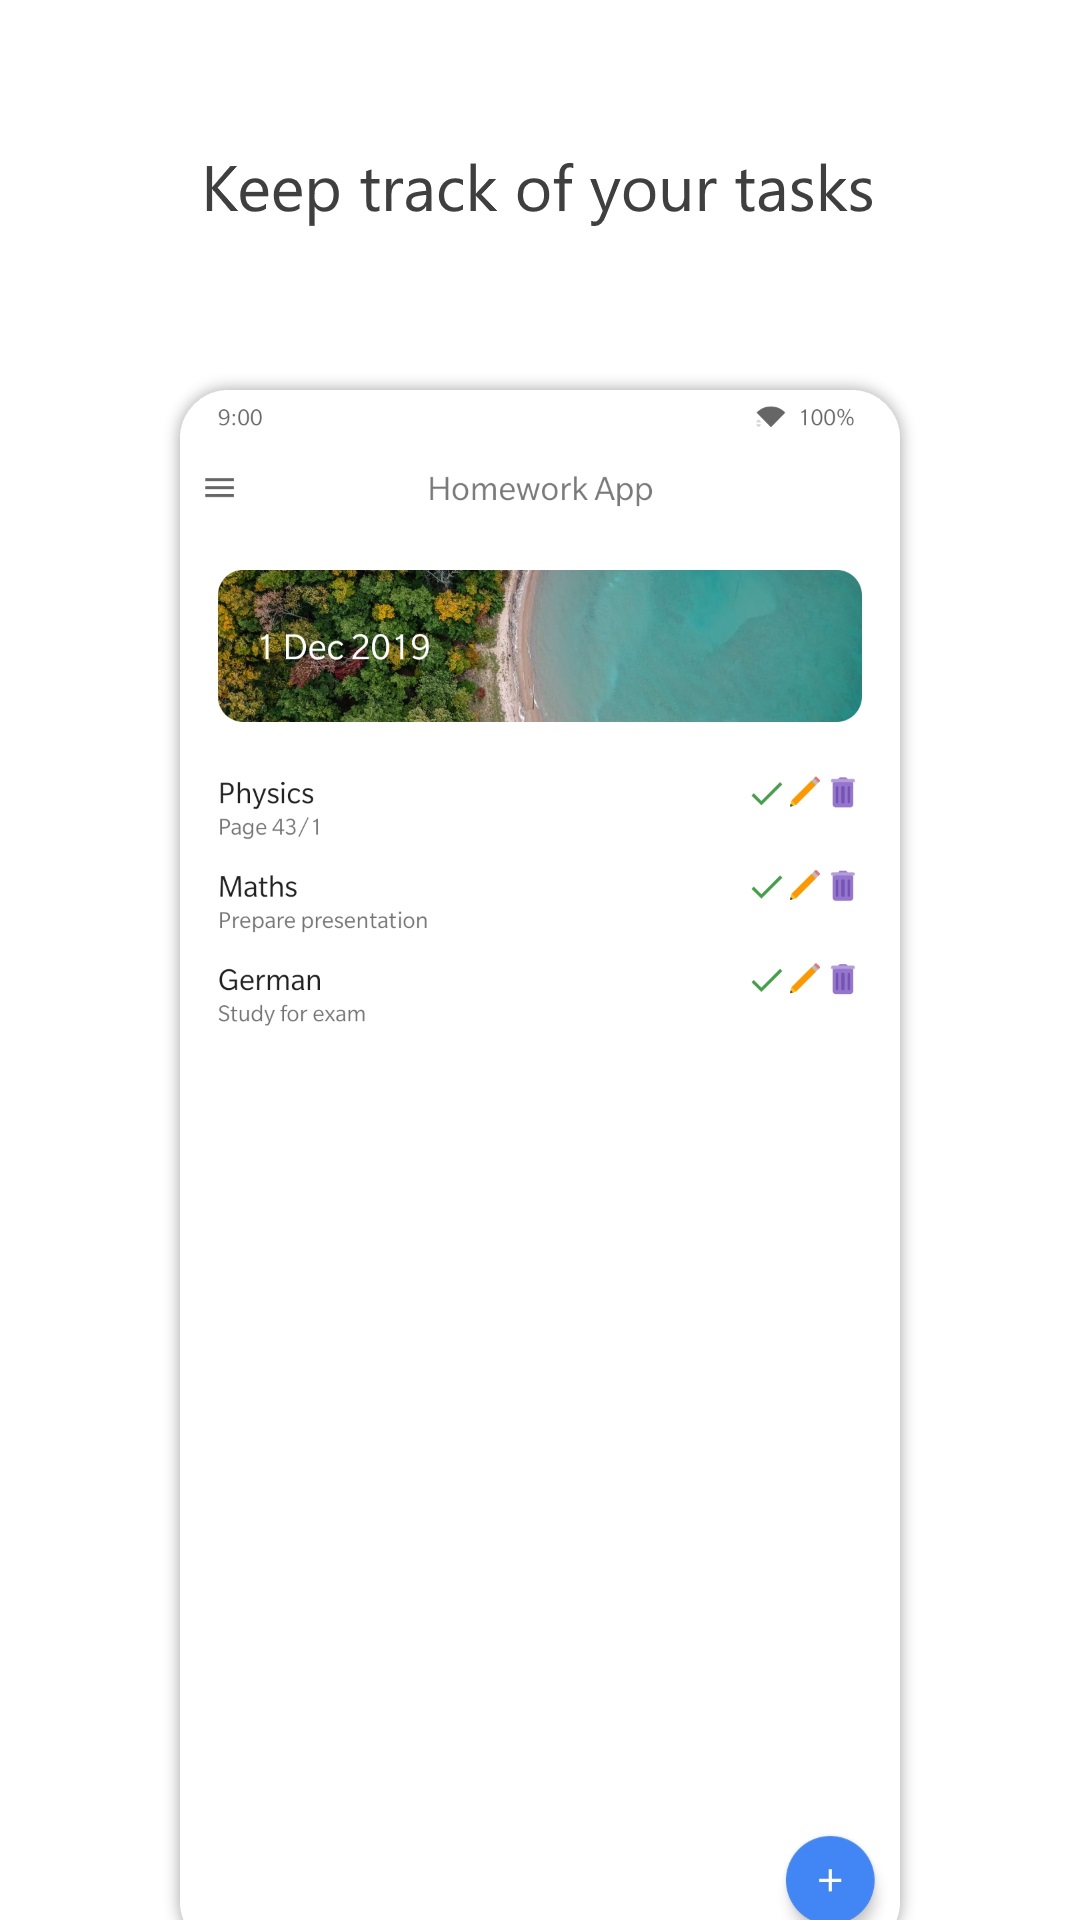 Keep track of your tasks
9:00 100%
Homework App
1 Dec 2019
Physics
Page 43/1
Maths
Prepare presentation
German
Study for exam